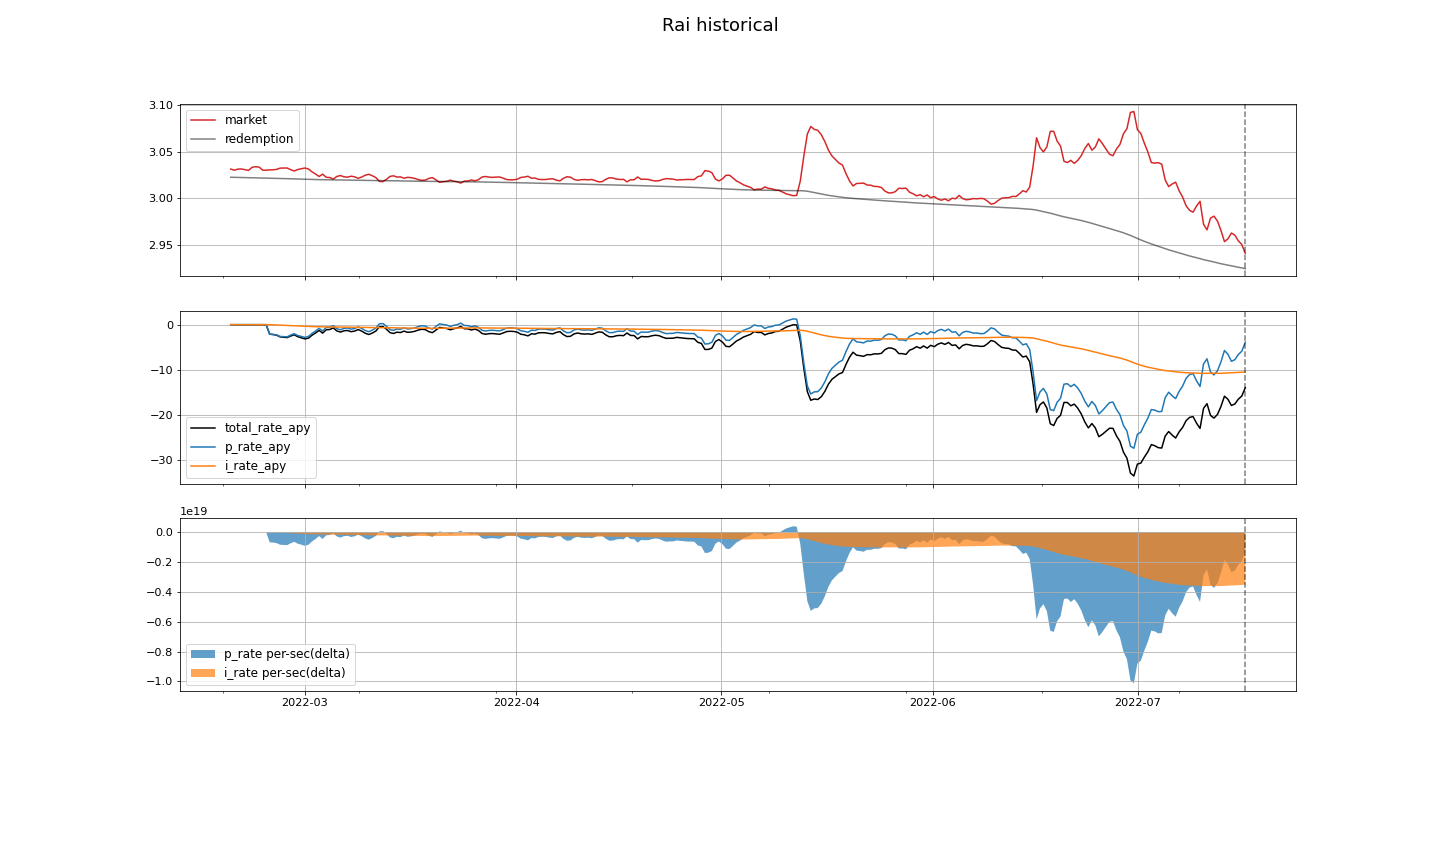 Rai historical
3.10
3.05
3.00
2.95
market
redemption
0
−10
−20
−30
total_rate_apy
p_rate_apy
i_rate_apy
1e19
0.0
−0.2
−0.4
−0.6
−0.8
−1.0
p_rate per-sec(delta)
i_rate per-sec(delta)
2022-03 2022-04 2022-05 2022-06 2022-07